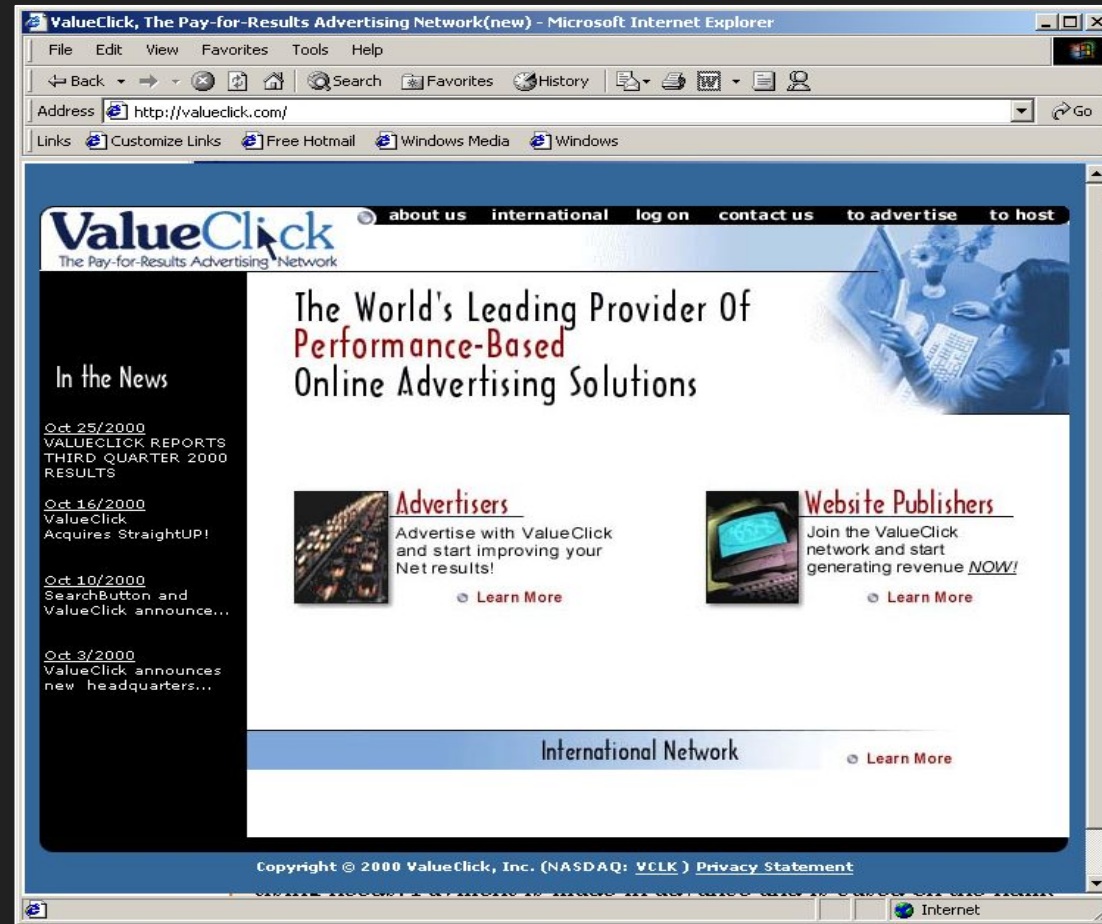 ValueClick, The Pay-for-Results Advertising Network(new) - Microsoft Internet Explorer
File Edit View Favorites Tools Help
Back Search Favorites History
Address http://valueclick.com/ Go
Links Customize Links Free Hotmail Windows Media Windows
about us international log on contact us to advertise to host
ValueClick
The Pay-for-Results Advertising Network
The World's Leading Provider Of
Performance-Based
Online Advertising Solutions
In the News
Oct 25/2000
VALUECLICK REPORTS
THIRD QUARTER 2000
RESULTS
Oct 16/2000
ValueClick
Acquires StraightUP!
Oct 10/2000
SearchButton and
ValueClick announce...
Oct 3/2000
ValueClick announces
new headquarters...
Advertisers
Advertise with ValueClick
and start improving your
Net results!
Learn More
Website Publishers
Join the ValueClick
network and start
generating revenue NOW!
Learn More
International Network
Learn More
Copyright © 2000 ValueClick, Inc. (NASDAQ: VCLK ) Privacy Statement
Internet